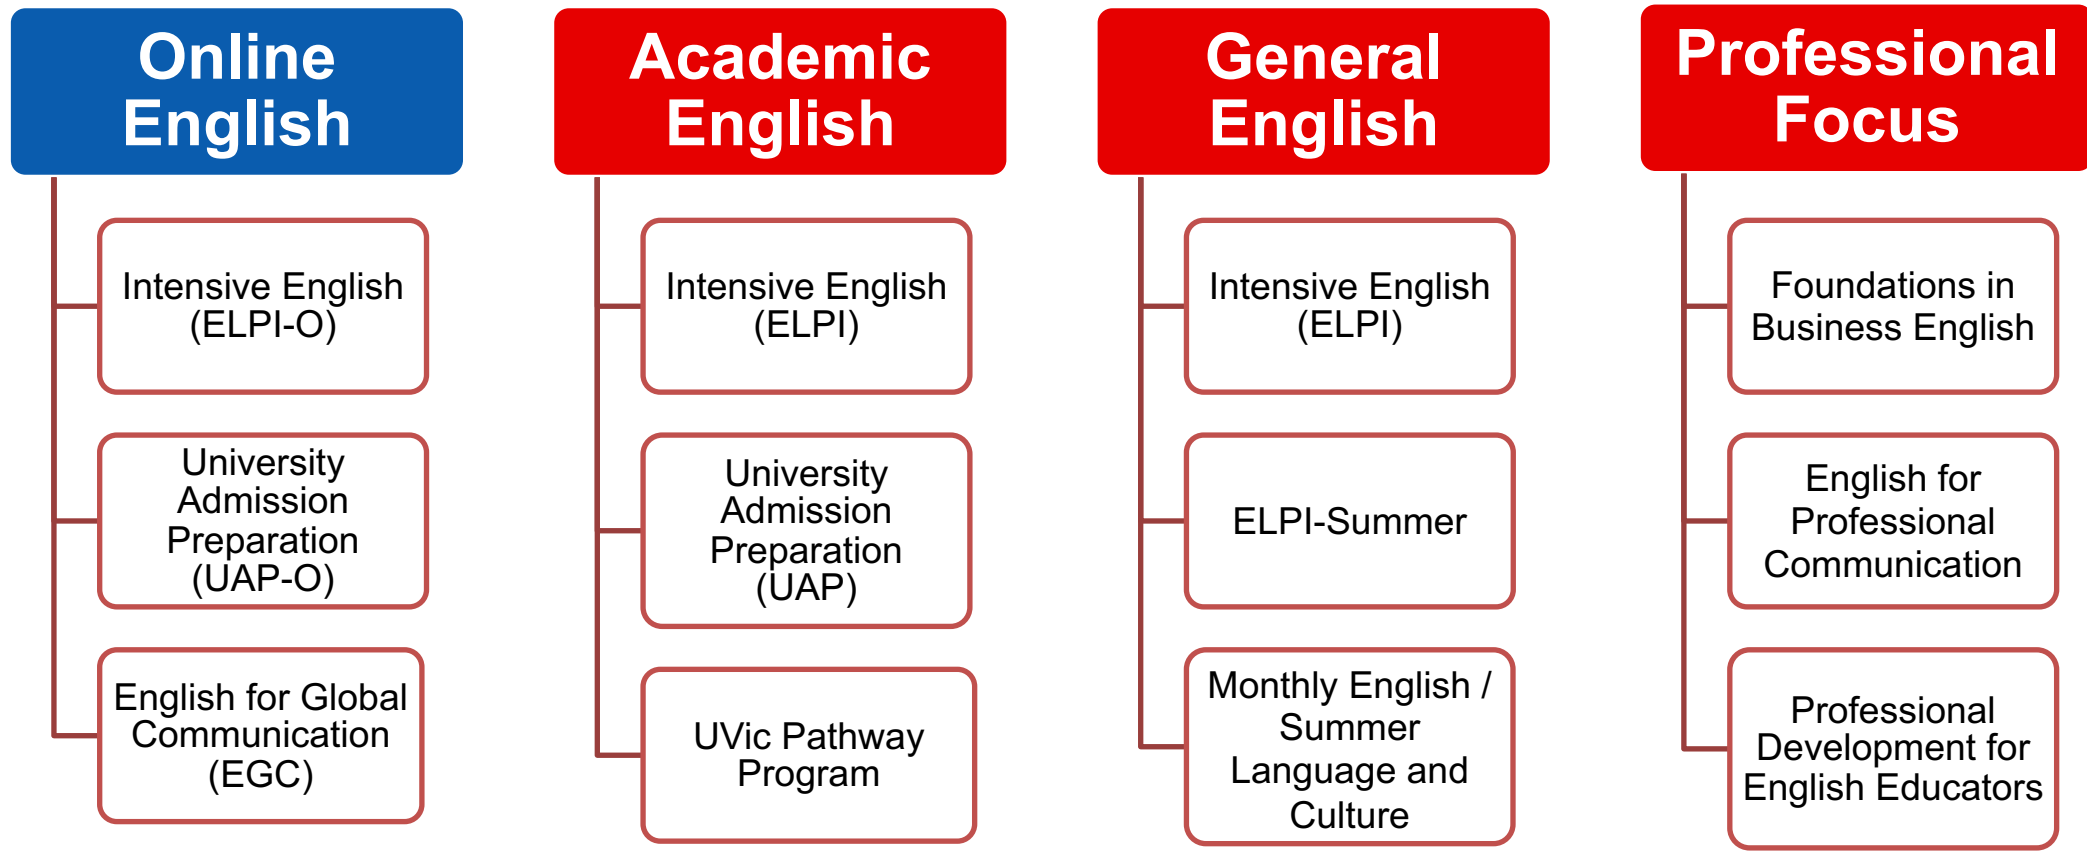 Online
English
Intensive English
(ELPI-O)
University
Admission
Preparation
(UAP-O)
English for Global
Communication
(EGC)
Academic
English
Intensive English
(ELPI)
University
Admission
Preparation
(UAP)
UVic Pathway
Program
General
English
Intensive English
(ELPI)
ELPI-Summer
Monthly English /
Summer
Language and
Culture
Professional
Focus
Foundations in
Business English
English for
Professional
Communication
Professional
Development for
English Educators